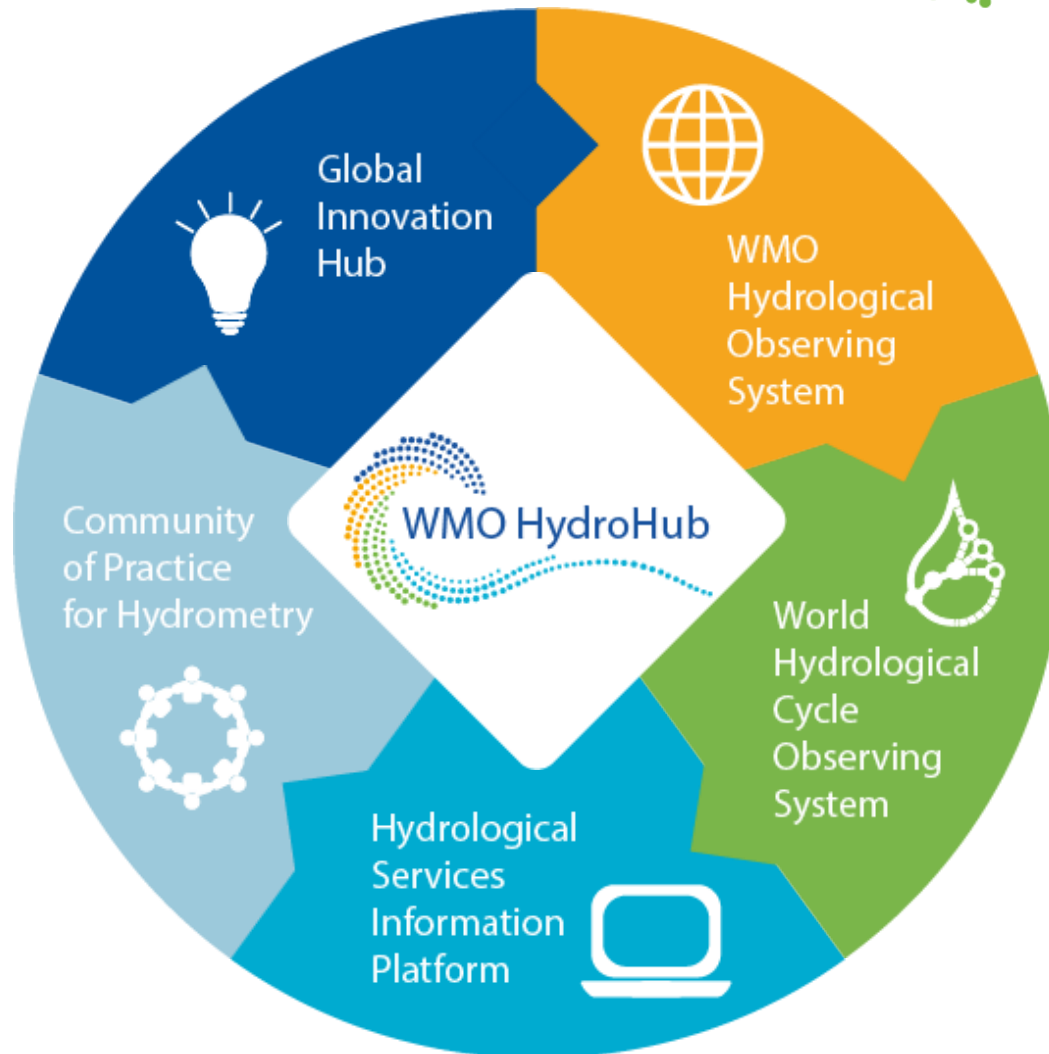 Global
Innovation
Hub
WMO
Hydrological
Observing
System
World
Hydrological
Cycle
Observing
System
Hydrological
Services
Information
Platform
Community
of Practice
for Hydrometry
WMO HydroHub